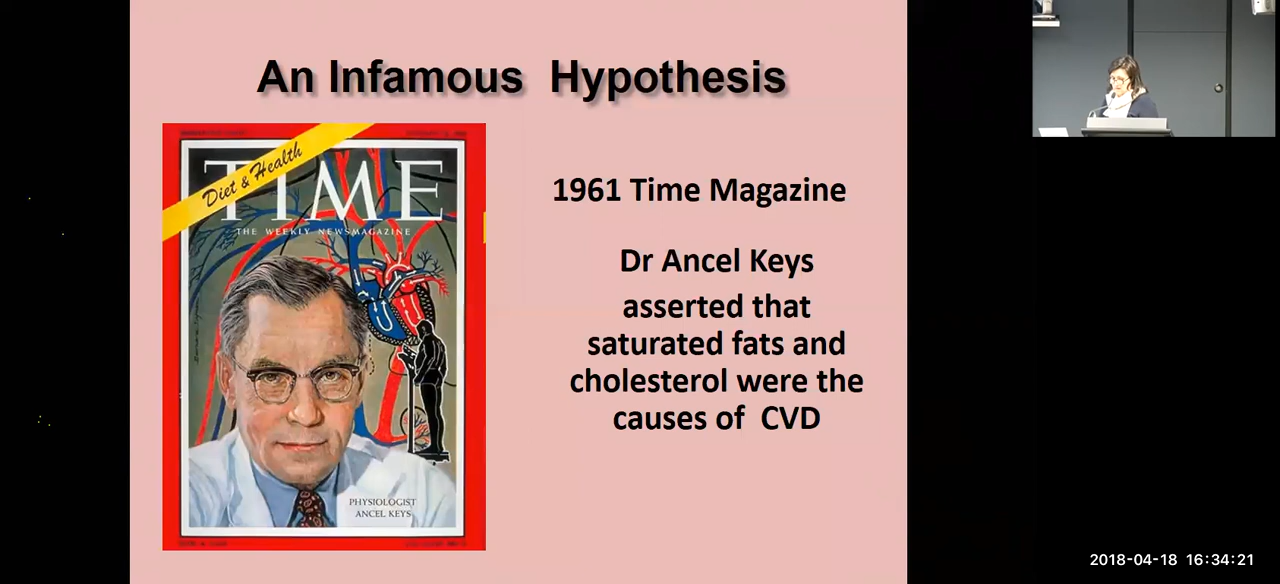 An Infamous Hypothesis
Diet & Health
TIME
THE WEEKLY NEWSMAGAZINE
PHYSIOLOGIST
ANCEL KEYS
1961 Time Magazine
Dr Ancel Keys
asserted that
saturated fats and
cholesterol were the
causes of CVD
2018-04-18 16:34:21